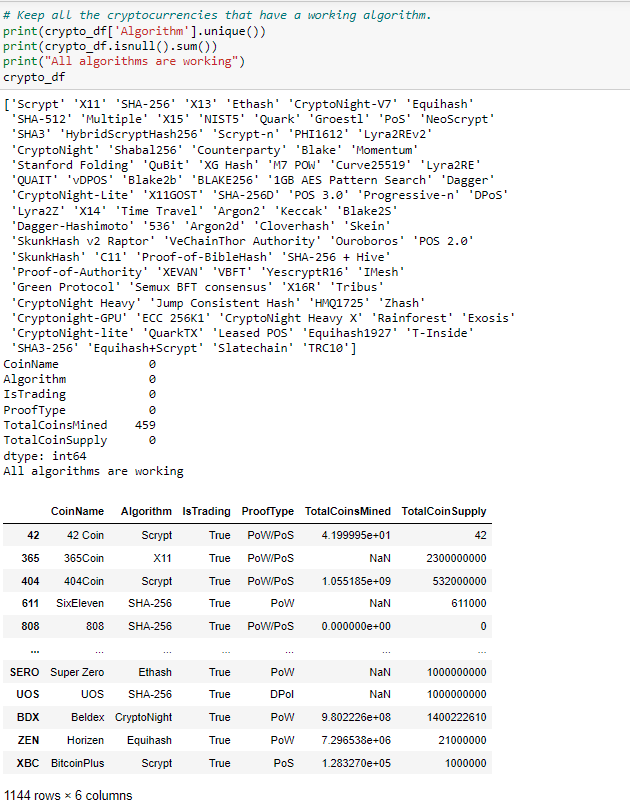 # Keep all the cryptocurrencies that have a working algorithm.
print(crypto_df['Algorithm'].unique())
print(crypto_df.isnull().sum())
print("All algorithms are working")
crypto_df
['Scrypt' 'X11' 'SHA-256' 'X13' 'Ethash' 'CryptoNight-V7' 'Equihash'
'SHA-512' 'Multiple' 'X15' 'NIST5' 'Quark' 'Groestl' 'PoS' 'NeoScrypt'
'SHA3' 'HybridScryptHash256' 'Scrypt-n' 'PHI1612' 'Lyra2REv2'
'CryptoNight' 'Shabal256' 'Counterparty' 'Blake' 'Momentum'
'Stanford Folding' 'QuBit' 'XG Hash' 'M7 POW' 'Curve25519' 'Lyra2RE'
'QUAIT' 'vDPOS' 'Blake2b' 'BLAKE256' '1GB AES Pattern Search' 'Dagger'
'CryptoNight-Lite' 'X11GOST' 'SHA-256D' 'POS 3.0' 'Progressive-n' 'DPoS'
'Lyra2Z' 'X14' 'Time Travel' 'Argon2' 'Keccak' 'Blake2S'
'Dagger-Hashimoto' '536' 'Argon2d' 'Cloverhash' 'Skein'
'SkunkHash v2 Raptor' 'VeChainThor Authority' 'Ouroboros' 'POS 2.0'
'SkunkHash' 'C11' 'Proof-of-BibleHash' 'SHA-256 + Hive'
'Proof-of-Authority' 'XEVAN' 'VBFT' 'YescryptR16' 'IMesh'
'Green Protocol' 'Semux BFT consensus' 'X16R' 'Tribus'
'CryptoNight Heavy' 'Jump Consistent Hash' 'HMQ1725' 'Zhash'
'Cryptonight-GPU' 'ECC 256K1' 'CryptoNight Heavy X' 'Rainforest' 'Exosis'
'CryptoNight-lite' 'QuarkTX' 'Leased POS' 'Equihash1927' 'T-Inside'
'SHA3-256' 'Equihash+Scrypt' 'Slatechain' 'TRC10']
CoinName 0
Algorithm 0
IsTrading 0
ProofType 0
TotalCoinsMined 459
TotalCoinSupply 0
dtype: int64
All algorithms are working
CoinName Algorithm IsTrading ProofType TotalCoinsMined TotalCoinSupply
42 42 Coin Scrypt True PoW/PoS 4.199995e+01 42
365 365Coin X11 True PoW/PoS NaN 2300000000
404 404Coin Scrypt True PoW/PoS 1.055185e+09 532000000
611 SixEleven SHA-256 True PoW NaN 611000
808 808 SHA-256 True PoW/PoS 0.000000e+00 0
... ... ... ... ... ... ...
SERO Super Zero Ethash True PoW NaN 1000000000
UOS UOS SHA-256 True DPoI NaN 1000000000
BDX Beldex CryptoNight True PoW 9.802226e+08 1400222610
ZEN Horizen Equihash True PoW 7.296538e+06 21000000
XBC BitcoinPlus Scrypt True PoS 1.283270e+05 1000000
1144 rows × 6 columns